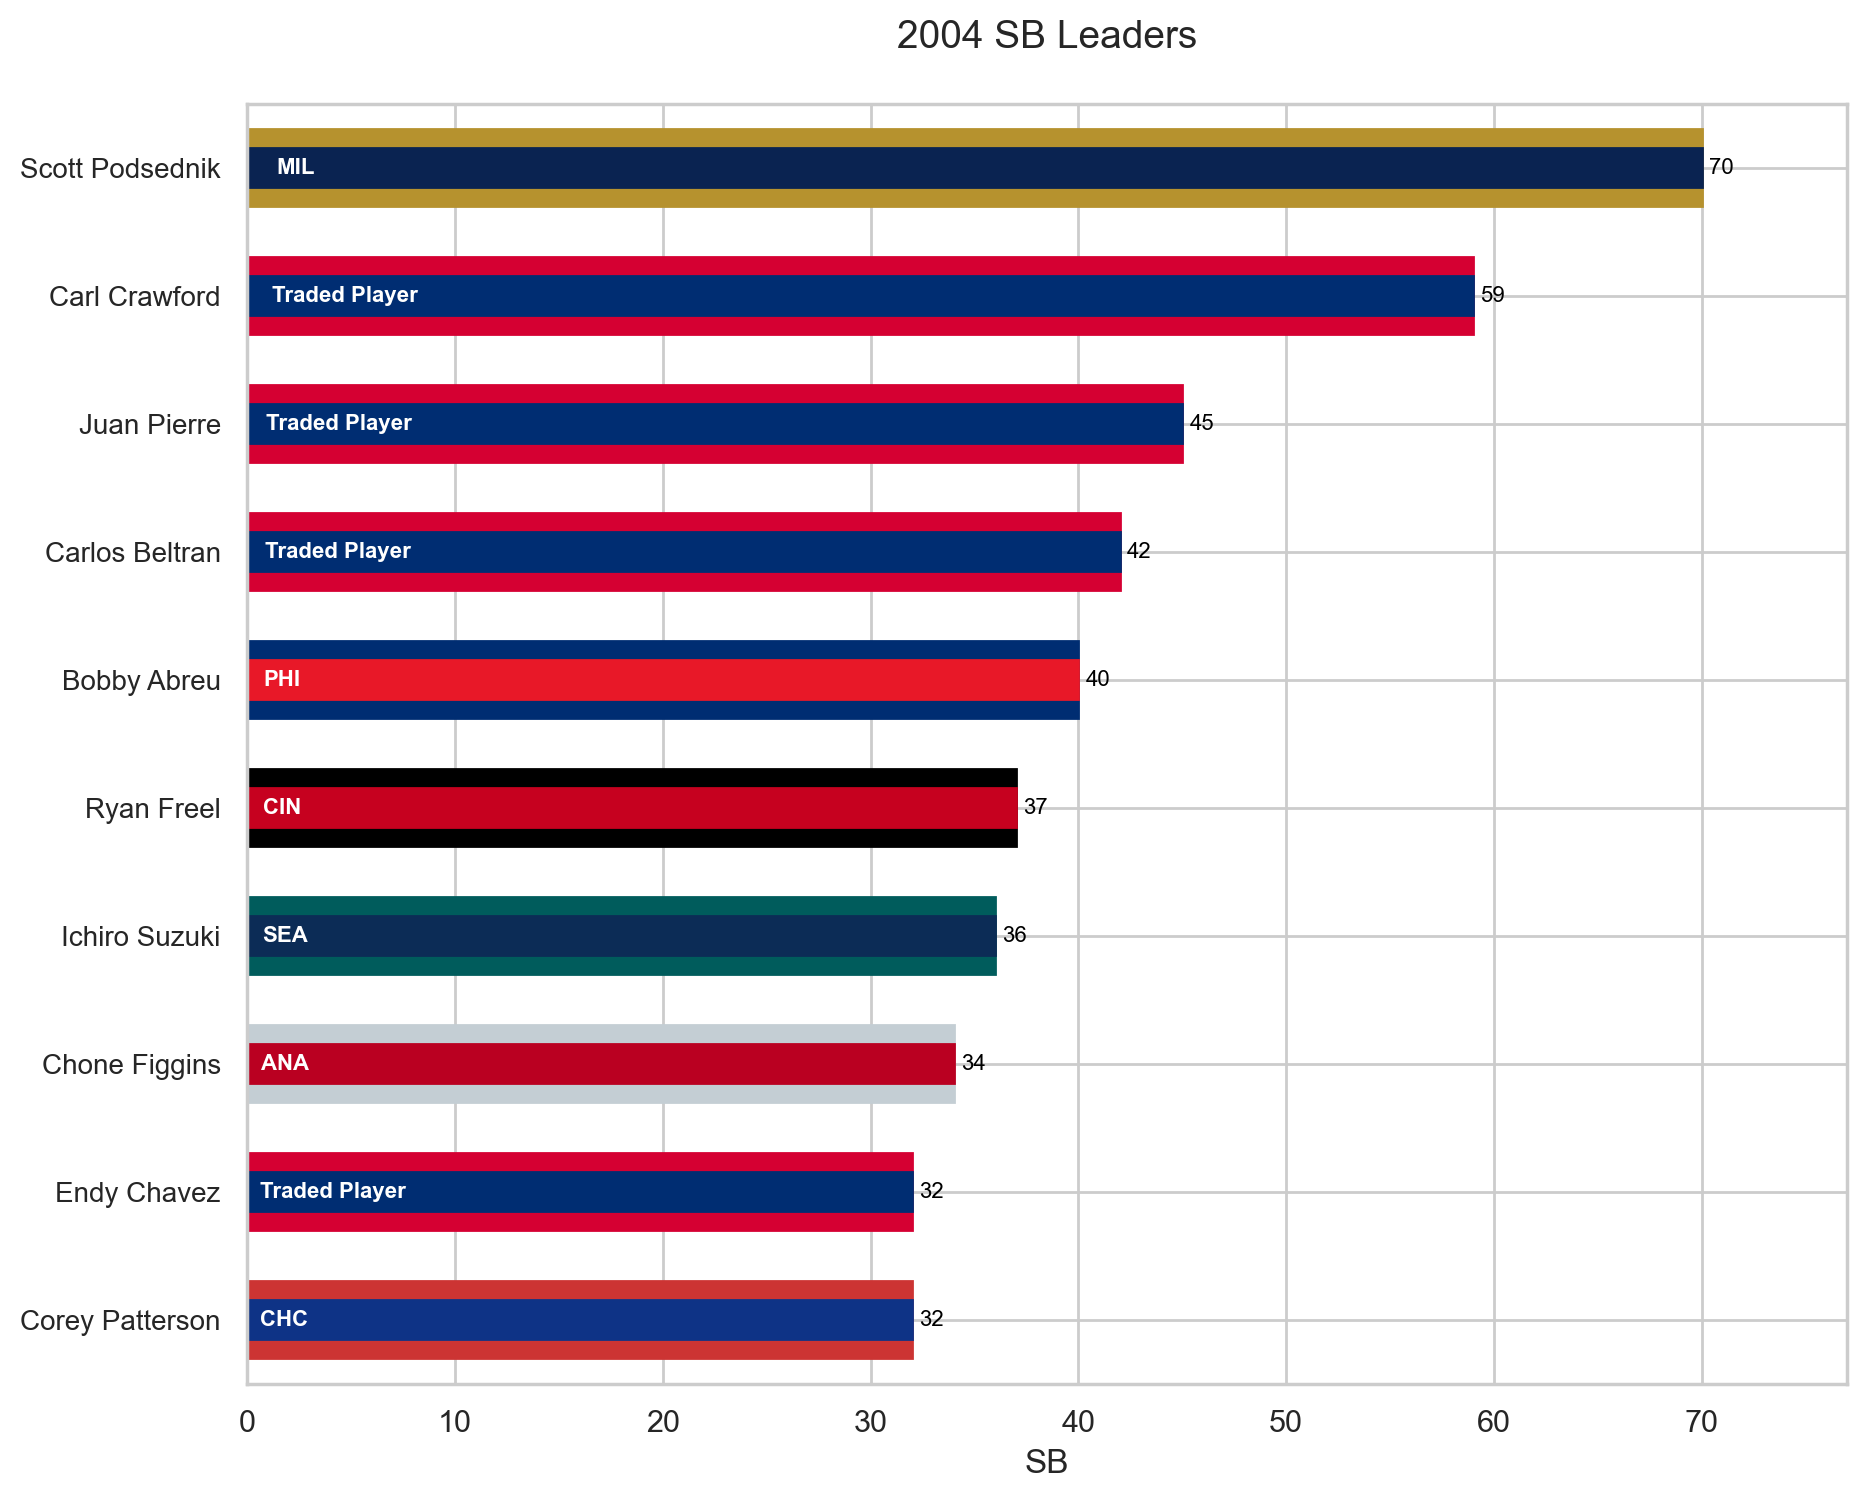 2004 SB Leaders
Scott Podsednik MIL 70
Carl Crawford Traded Player 59
Juan Pierre Traded Player 45
Carlos Beltran Traded Player 42
Bobby Abreu PHI 40
Ryan Freel CIN 37
Ichiro Suzuki SEA 36
Chone Figgins ANA 34
Endy Chavez Traded Player 32
Corey Patterson CHC 32
0 10 20 30 40 50 60 70
SB